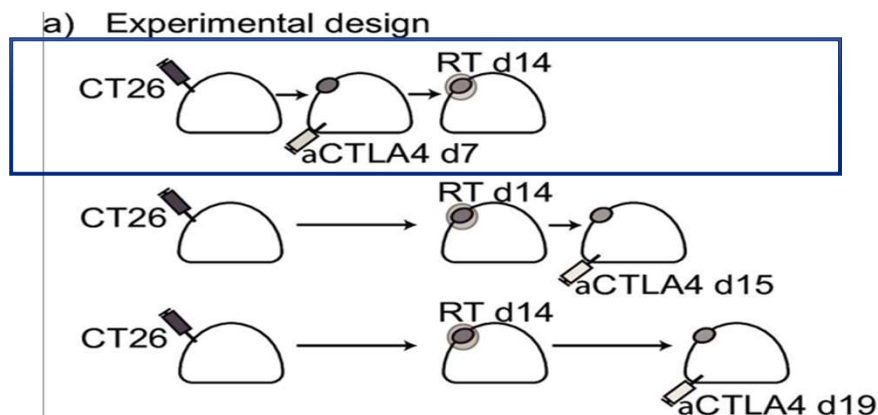 a) Experimental design
RT d14
CT26
aCTLA4 d7
RT d14
CT26
aCTLA4 d15
RT d14
CT26
aCTLA4 d19